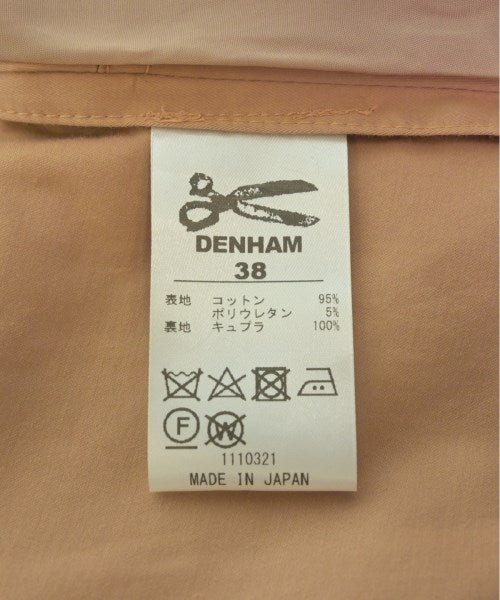 DENHAM
38
表地 コットン 95%
ポリウレタン 5%
裏地 キュプラ 100%
F W
1110321
MADE IN JAPAN